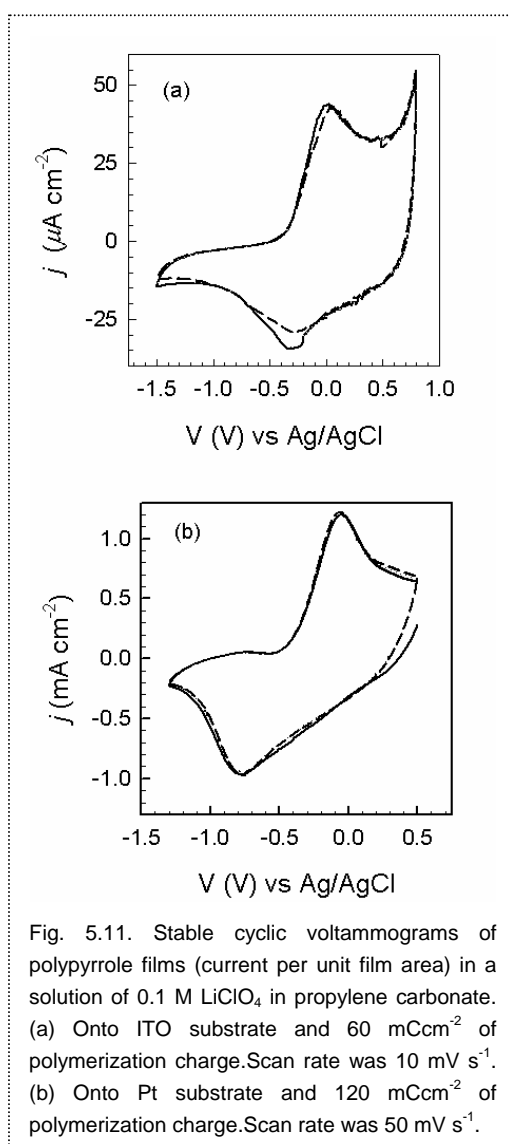 (a)
50
25
0
-25
j (μA cm-2)
-1.5 -1.0 -0.5 0.0 0.5 1.0
V (V) vs Ag/AgCl
(b)
1.0
0.5
0.0
-0.5
-1.0
j (mA cm-2)
-1.5 -1.0 -0.5 0.0 0.5
V (V) vs Ag/AgCl
Fig. 5.11. Stable cyclic voltammograms of
polypyrrole films (current per unit film area) in a
solution of 0.1 M LiClO4 in propylene carbonate.
(a) Onto ITO substrate and 60 mCcm-2 of
polymerization charge.Scan rate was 10 mV s-1.
(b) Onto Pt substrate and 120 mCcm-2 of
polymerization charge.Scan rate was 50 mV s-1.